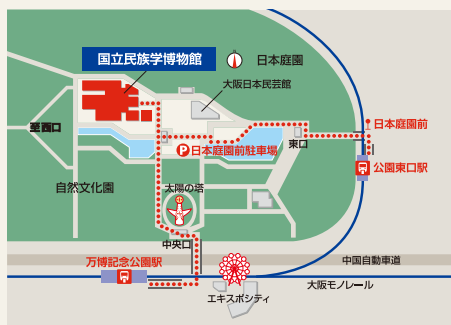 国立民族学博物館
日本庭園
大阪日本民芸館
至西口
日本庭園前
東口
P日本庭園前駐車場
公園東口駅
自然文化園
太陽の塔
中央口
万博記念公園駅
中国自動車道
大阪モノレール
エキスポシティ